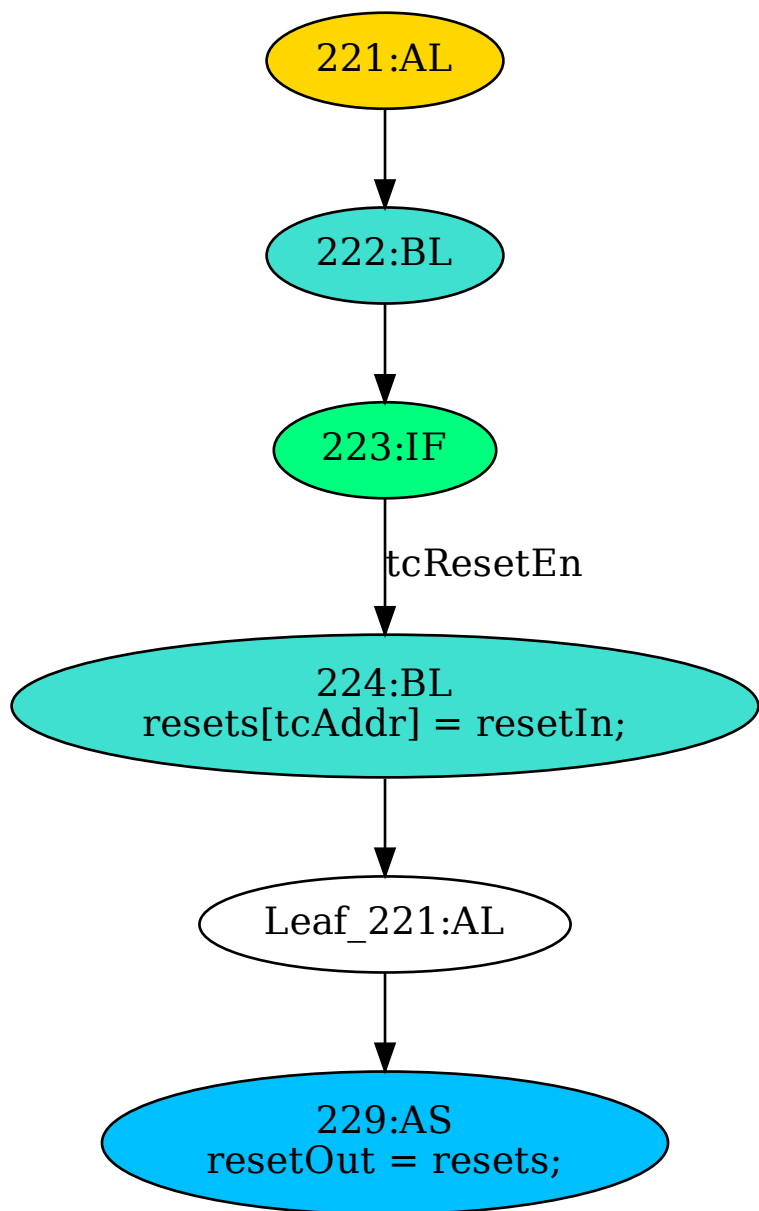 221:AL
222:BL
223:IF
tcResetEn
224:BL
resets[tcAddr] = resetIn;
Leaf_221:AL
229:AS
resetOut = resets;